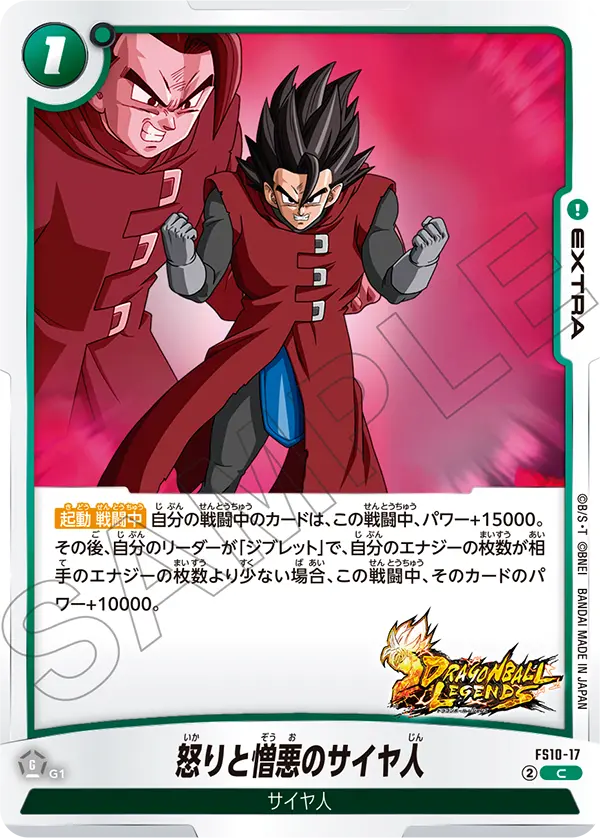 1
! EXTRA
起動 戦闘中 自分の戦闘中のカードは、この戦闘中、パワー+15000。
その後、自分のリーダーが「ジブレット」で、自分のエナジーの枚数が相
手のエナジーの枚数より少ない場合、この戦闘中、そのカードのパ
ワー+10000。
SAMPLE
©B/S・T ©BNEI BANDAI MADE IN JAPAN
DRAGONBALL
LEGENDS
G G1
怒りと憎悪のサイヤ人
FS10-17
② C
サイヤ人